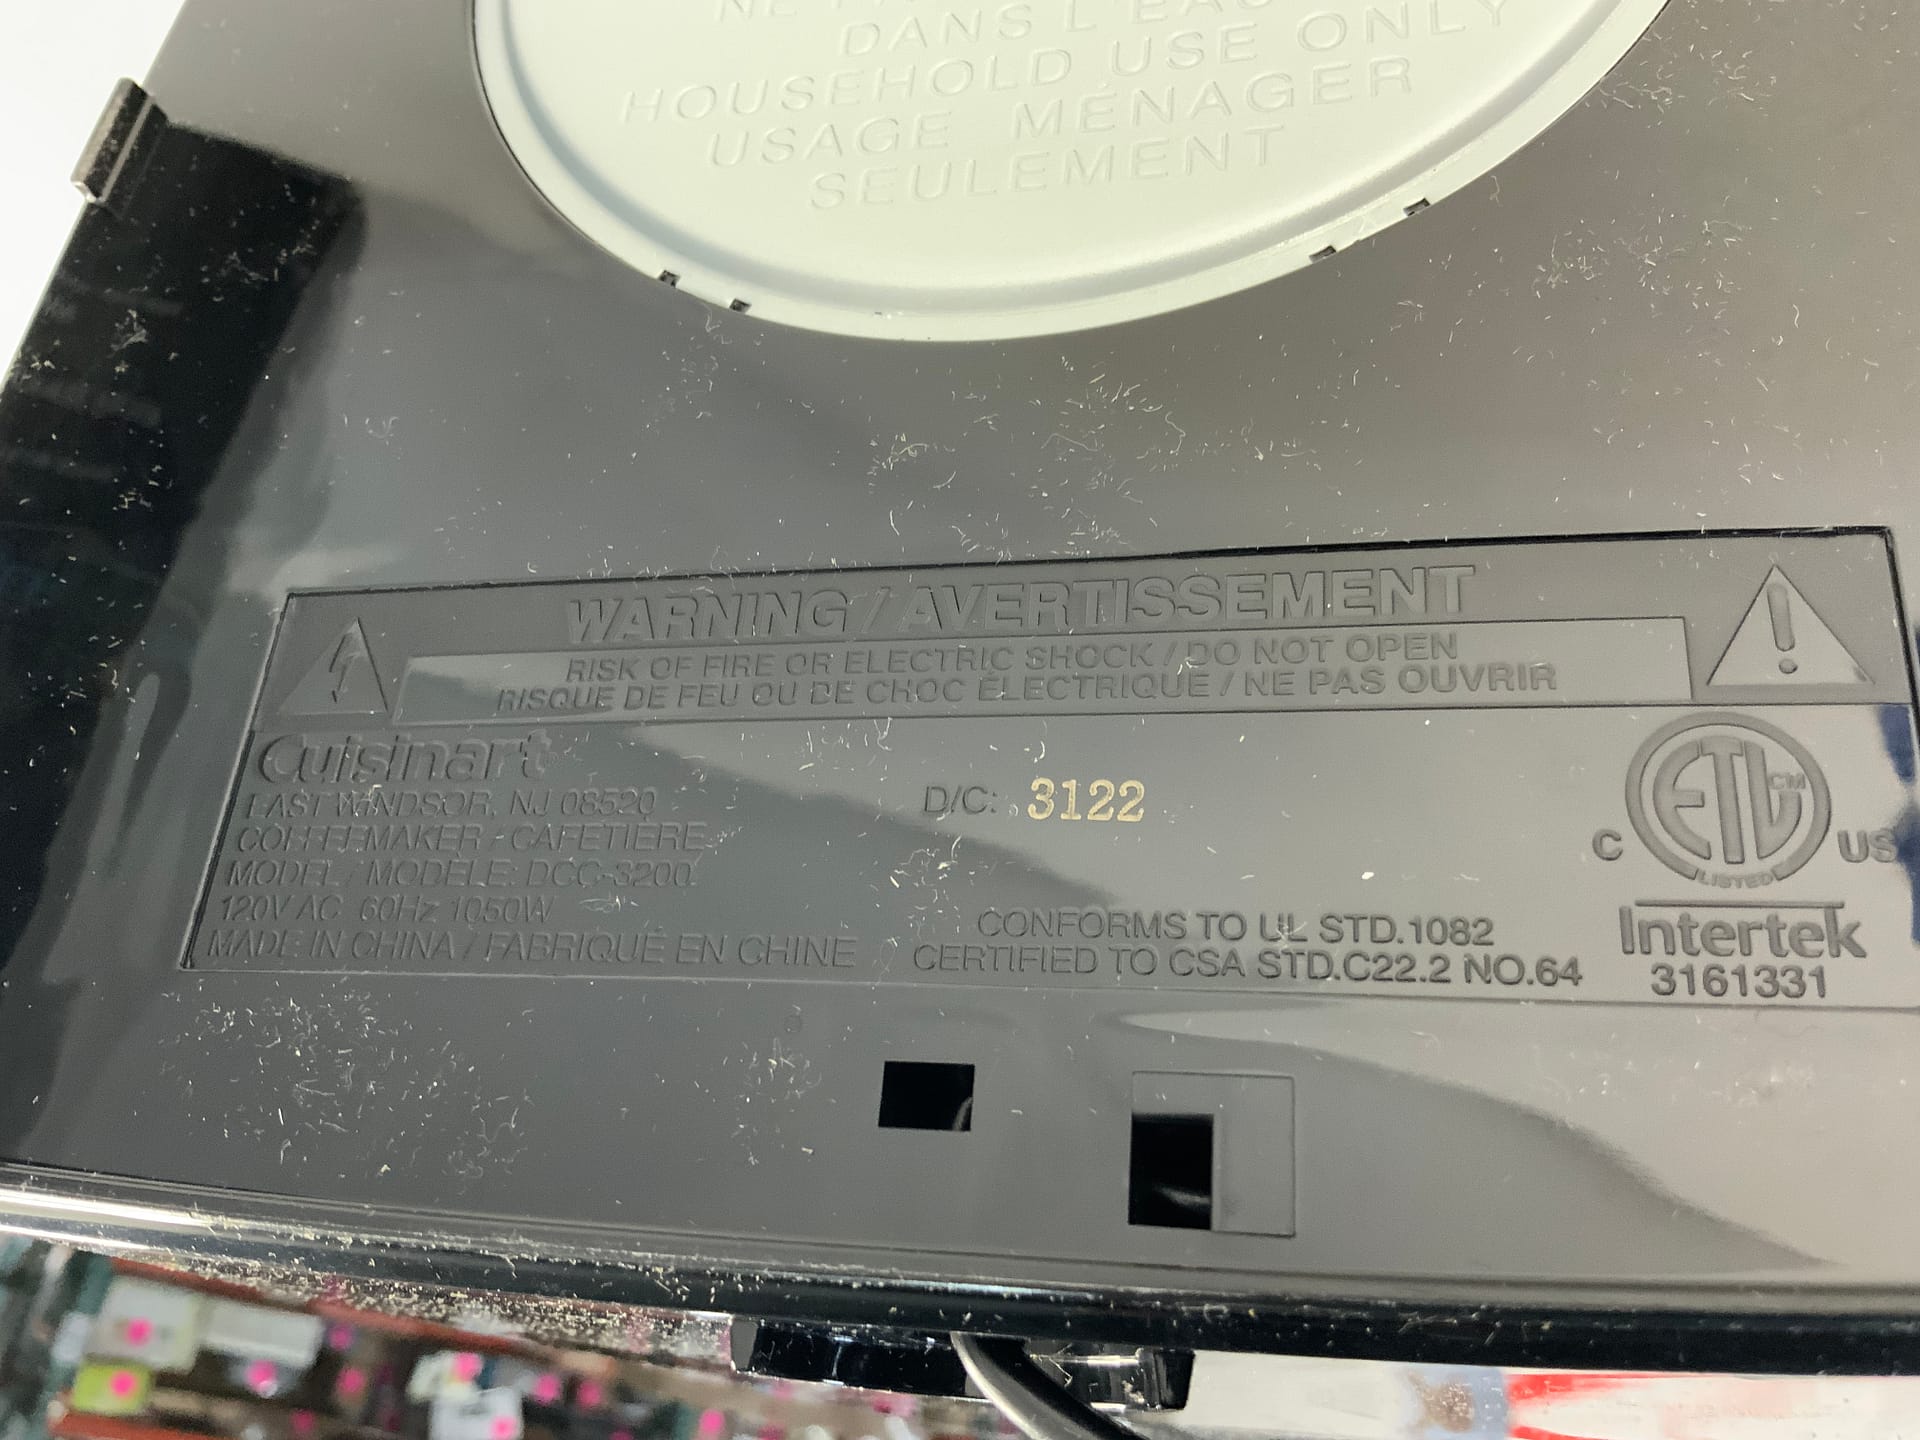 DANS L'EAU
HOUSEHOLD USE ONLY
USAGE MÉNAGER
SEULEMENT
WARNING / AVERTISSEMENT
RISK OF FIRE OR ELECTRIC SHOCK / DO NOT OPEN
RISQUE DE FEU OU DE CHOC ÉLECTRIQUE / NE PAS OUVRIR
Cuisinart
EAST WINDSOR, NJ 08520
COFFEEMAKER / CAFETIÈRE
MODEL / MODÈLE: DCC-3200
120V AC 60Hz 1050W
MADE IN CHINA / FABRIQUÉ EN CHINE
D/C: 3122
CONFORMS TO UL STD.1082
CERTIFIED TO CSA STD.C22.2 NO.64
ETL CM
C US
LISTED
Intertek
3161331